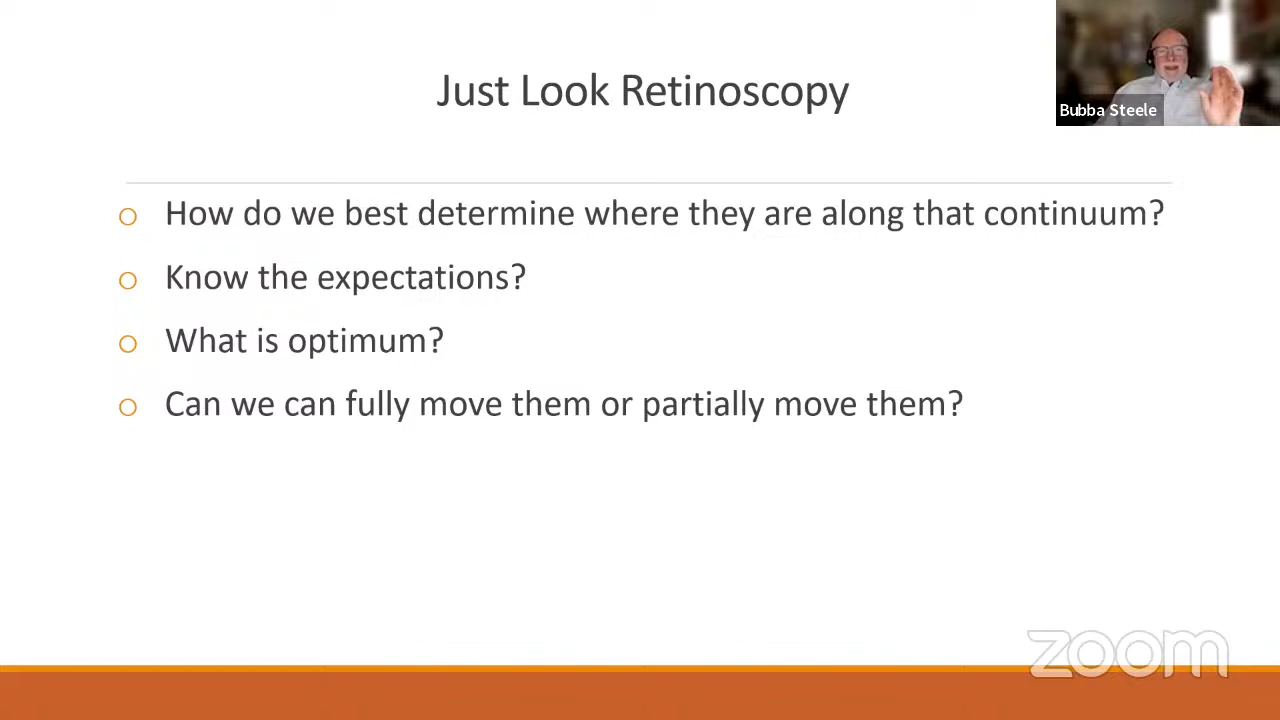 Just Look Retinoscopy
Bubba Steele
o How do we best determine where they are along that continuum?
o Know the expectations?
o What is optimum?
o Can we can fully move them or partially move them?
zoom